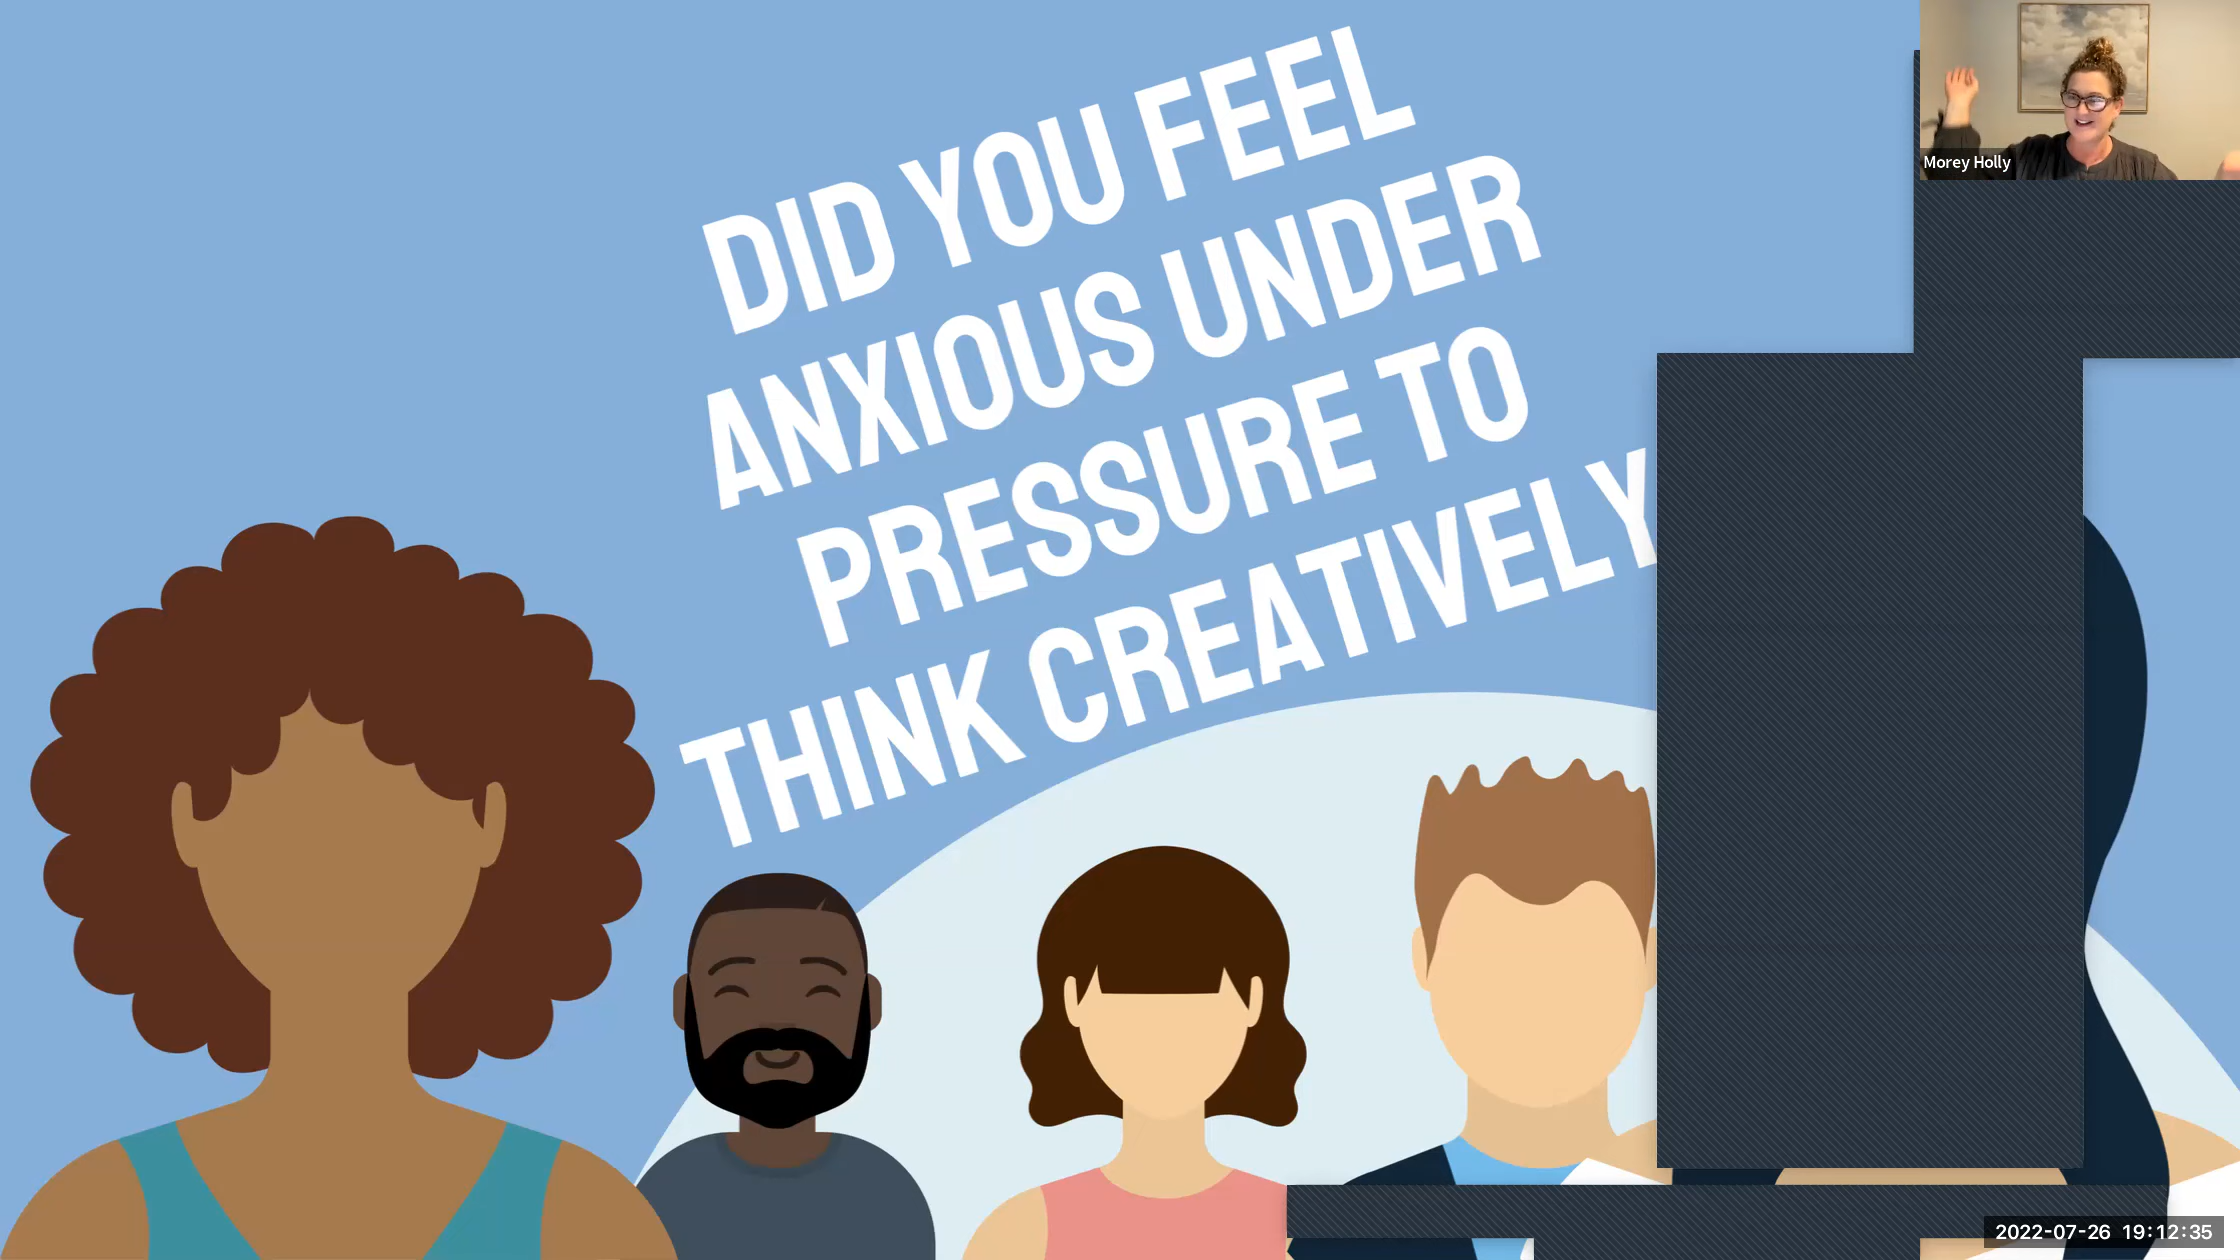 DID YOU FEEL
ANXIOUS UNDER
PRESSURE TO
THINK CREATIVELY
Morey Holly
2022-07-26 19:12:35